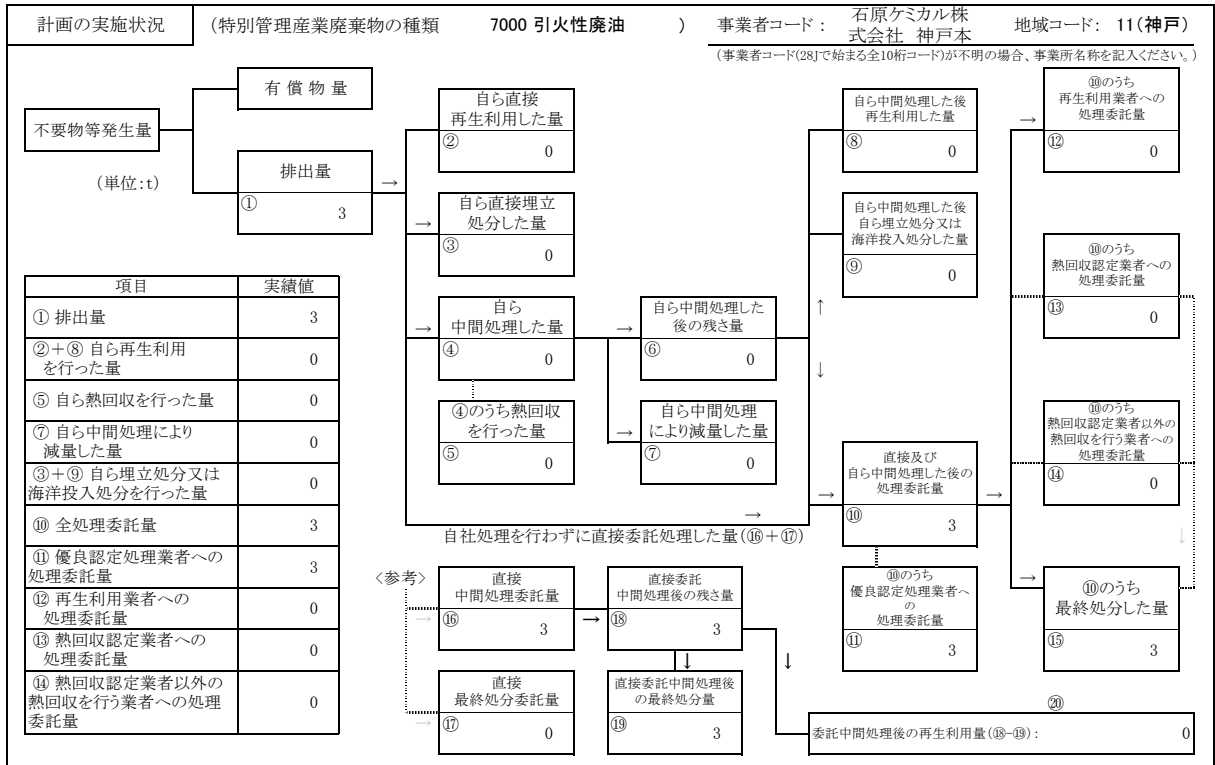 計画の実施状況
(特別管理産業廃棄物の種類 7000 引火性廃油 )
事業者コード: 石原ケミカル株
式会社 神戸本
地域コード: 11(神戸)
(事業者コード(28Jで始まる全10桁コード)が不明の場合、事業所名称を記入ください。)
不要物等発生量
(単位:t)
有償物量
排出量
→
① 3
自ら直接
再生利用した量
② 0
→
自ら直接埋立
処分した量
③ 0
→
自ら
中間処理した量
④ 0
④のうち熱回収
を行った量
⑤ 0
→
自ら中間処理した
後の残さ量
⑥ 0
→
自ら中間処理
により減量した量
⑦ 0
自ら中間処理した後
再生利用した量
⑧ 0
自ら中間処理した後
自ら埋立処分又は
海洋投入処分した量
⑨ 0
↑
↓
→
直接及び
自ら中間処理した後の
処理委託量
⑩ 3
→
⑩のうち
優良認定処理業者へ
の
処理委託量
⑪ 3
→
⑩のうち
再生利用業者への
処理委託量
⑫ 0
⑩のうち
熱回収認定業者への
処理委託量
⑬ 0
⑩のうち
熱回収認定業者以外の
熱回収を行う業者への
処理委託量
⑭ 0
↓
→
⑩のうち
最終処分した量
⑮ 3
→
自社処理を行わずに直接委託処理した量(⑯+⑰)
<参考>
→
直接
中間処理委託量
⑯ 3
→
直接委託
中間処理後の残さ量
⑱ 3
↓
↓
→
直接
最終処分委託量
⑰ 0
直接委託中間処理後
の最終処分量
⑲ 3
⑳
委託中間処理後の再生利用量(⑱-⑲): 0
項目 実績値
① 排出量 3
②+⑧ 自ら再生利用
を行った量 0
⑤ 自ら熱回収を行った量 0
⑦ 自ら中間処理により
減量した量 0
③+⑨ 自ら埋立処分又は
海洋投入処分を行った量 0
⑩ 全処理委託量 3
⑪ 優良認定処理業者への
処理委託量 3
⑫ 再生利用業者への
処理委託量 0
⑬ 熱回収認定業者への
処理委託量 0
⑭ 熱回収認定業者以外の
熱回収を行う業者への処理
委託量 0